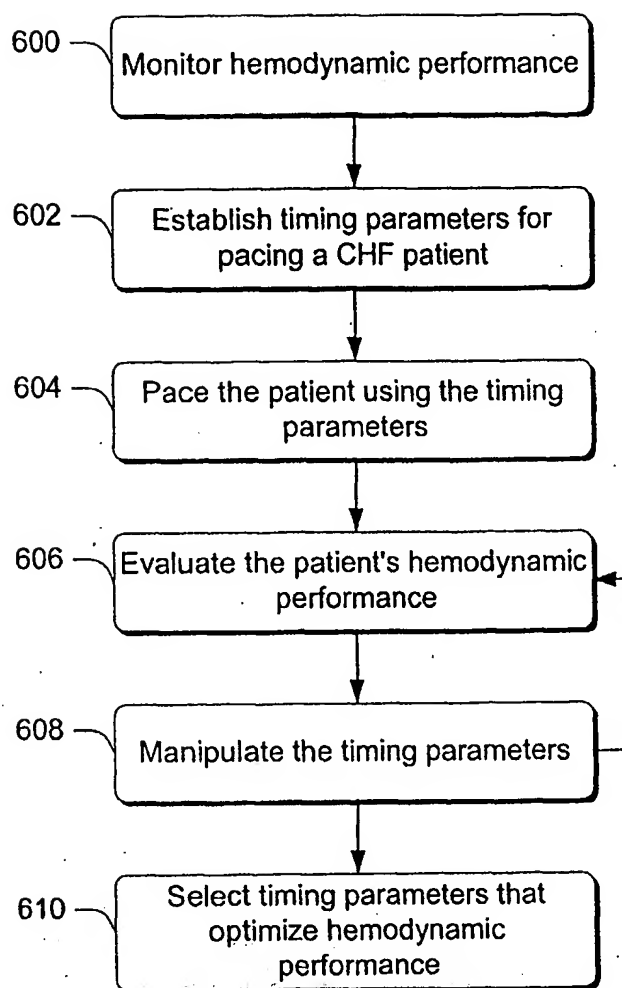 600
Monitor hemodynamic performance
602
Establish timing parameters for
pacing a CHF patient
604
Pace the patient using the timing
parameters
606
Evaluate the patient's hemodynamic
performance
608
Manipulate the timing parameters
610
Select timing parameters that
optimize hemodynamic
performance